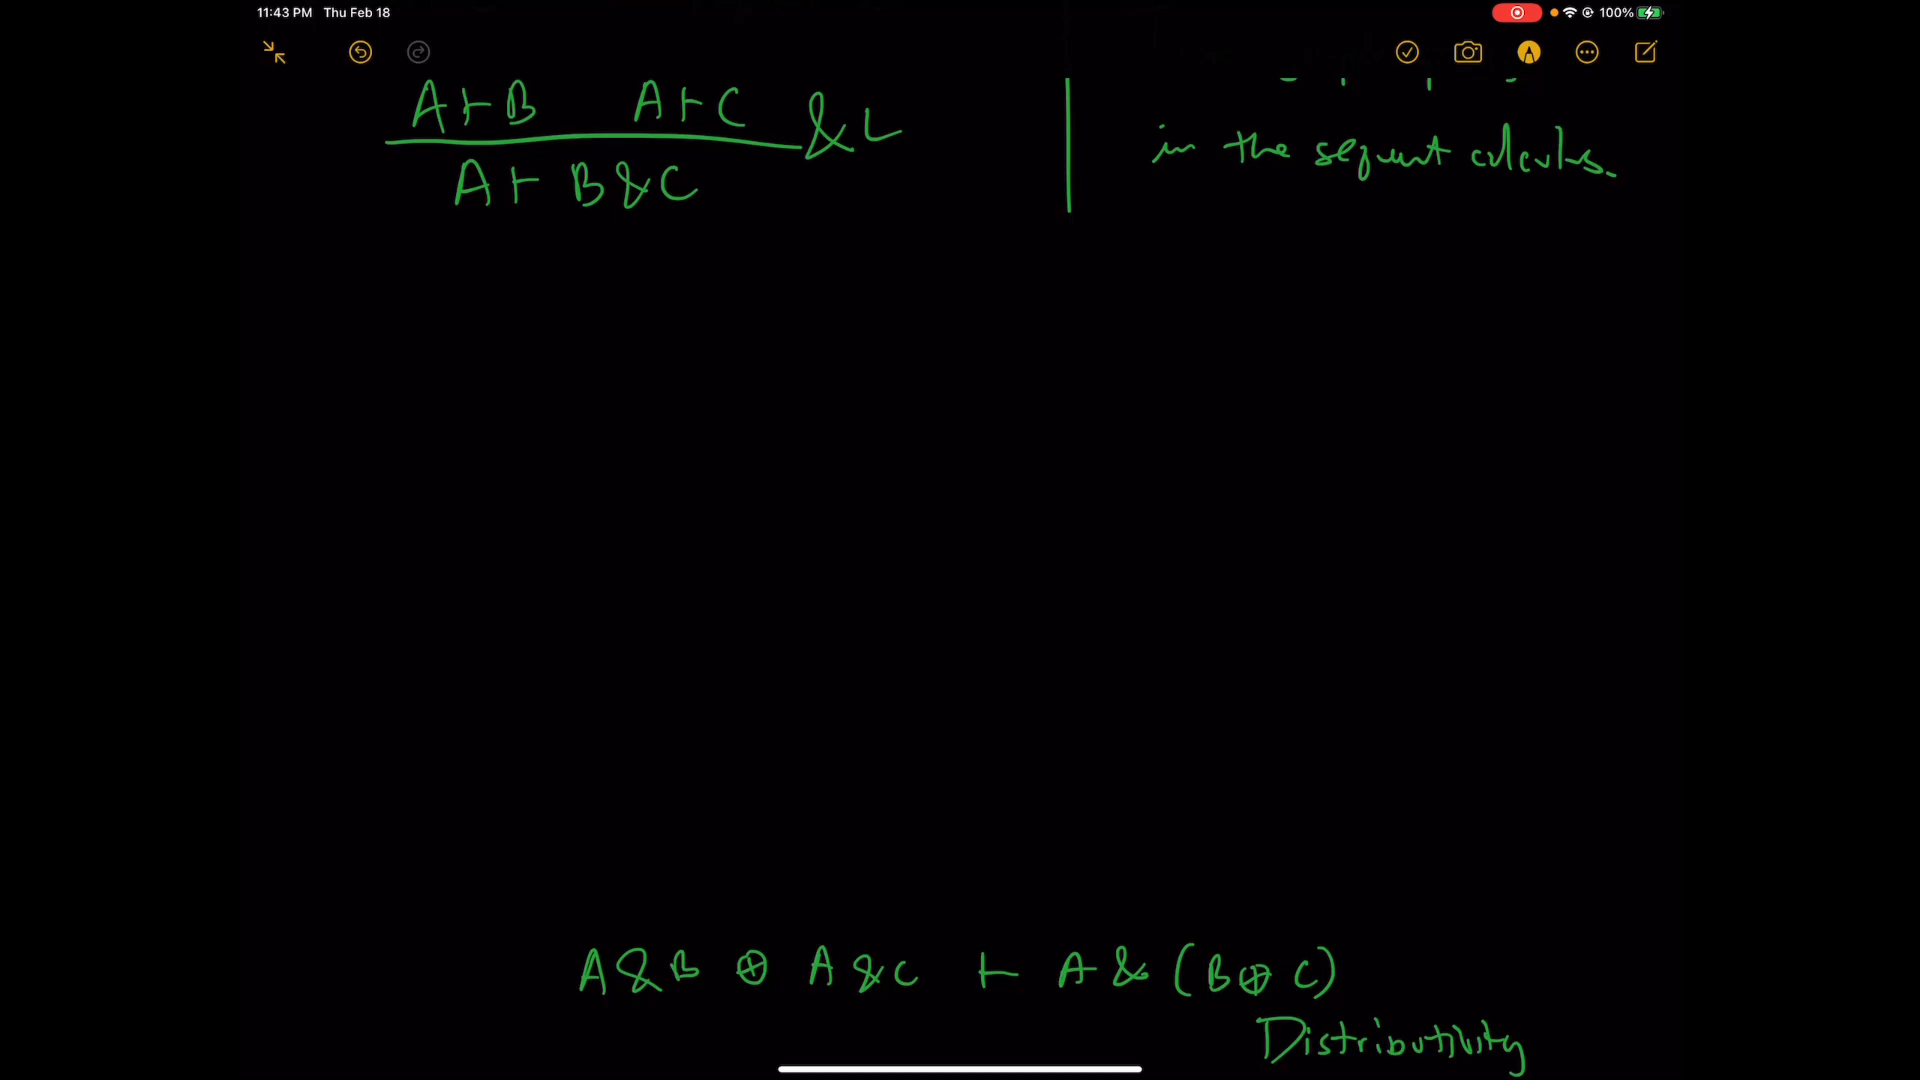 11:43 PM Thu Feb 18
100%
A ⊢ B A ⊢ C & L
A ⊢ B & C
in the sequent calculus.
A & B ⊕ A & C ⊢ A & (B ⊕ C)
Distributivity